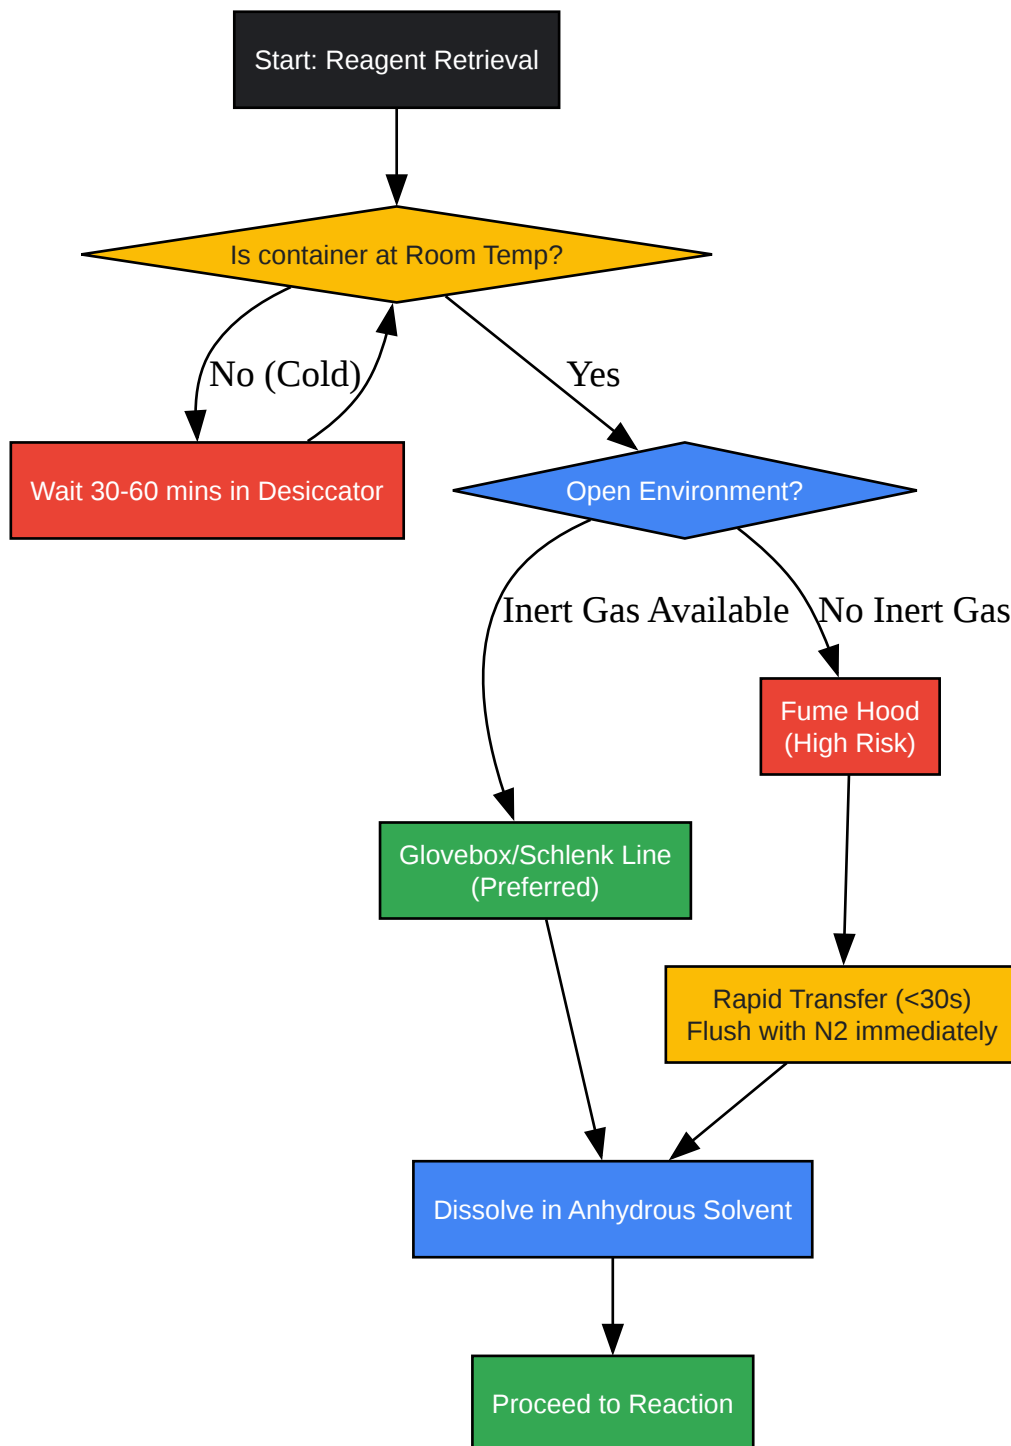 Start: Reagent Retrieval
Is container at Room Temp?
No (Cold)
Yes
Wait 30-60 mins in Desiccator
Open Environment?
Inert Gas Available
No Inert Gas
Fume Hood
(High Risk)
Glovebox/Schlenk Line
(Preferred)
Rapid Transfer (<30s)
Flush with N2 immediately
Dissolve in Anhydrous Solvent
Proceed to Reaction